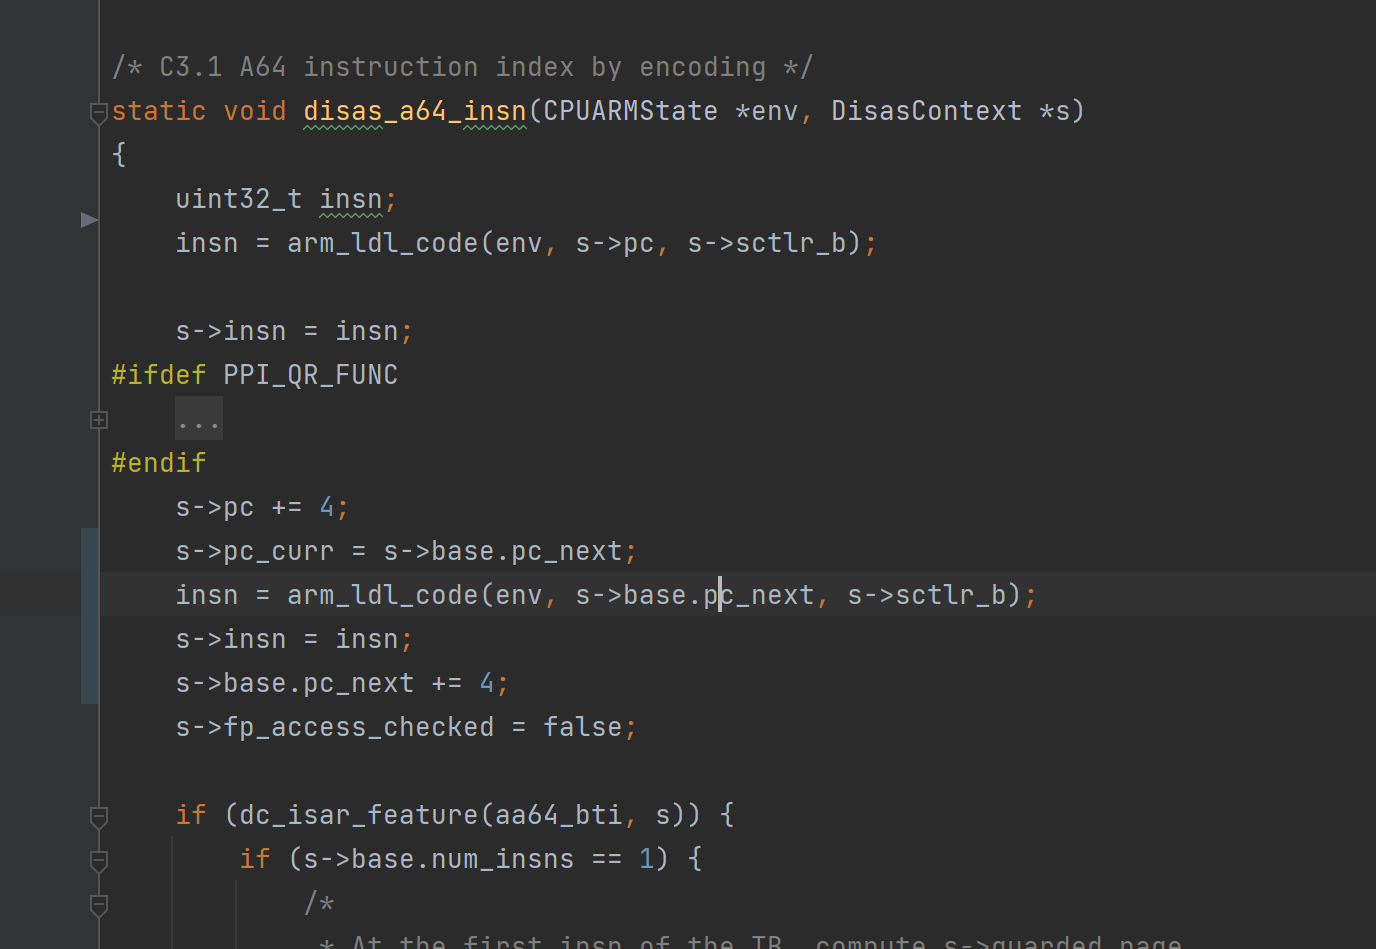 /* C3.1 A64 instruction index by encoding */
static void disas_a64_insn(CPUARMState *env, DisasContext *s)
{
    uint32_t insn;
    insn = arm_ldl_code(env, s->pc, s->sctlr_b);
    s->insn = insn;
#ifdef PPI_QR_FUNC
    ...
#endif
    s->pc += 4;
    s->pc_curr = s->base.pc_next;
    insn = arm_ldl_code(env, s->base.pc_next, s->sctlr_b);
    s->insn = insn;
    s->base.pc_next += 4;
    s->fp_access_checked = false;
    if (dc_isar_feature(aa64_bti, s)) {
        if (s->base.num_insns == 1) {
            /*
             * At the first insn of the TB, compute s->guarded_page